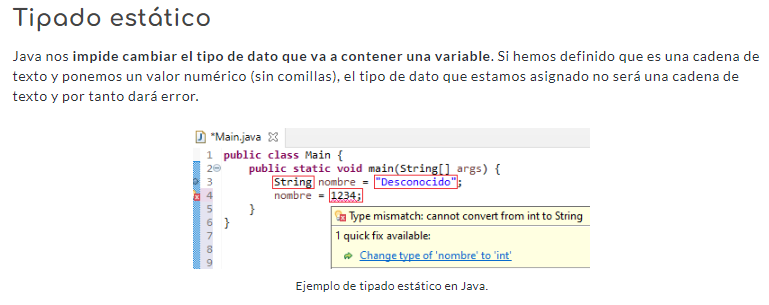 Tipado estático
Java nos impide cambiar el tipo de dato que va a contener una variable. Si hemos definido que es una cadena de
texto y ponemos un valor numérico (sin comillas), el tipo de dato que estamos asignado no será una cadena de
texto y por tanto dará error.
*Main.java
1 public class Main {
2 public static void main(String[] args) {
3 String nombre = "Desconocido";
4 nombre = 1234;
5 }
6 }
7
8
9
Type mismatch: cannot convert from int to String
1 quick fix available:
Change type of 'nombre' to 'int'
Ejemplo de tipado estático en Java.